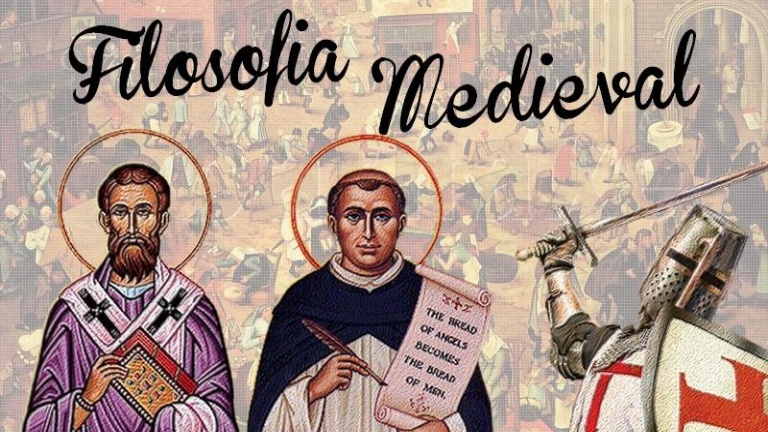 Filosofia Medieval
THE BREAD
OF ANGELS
BECOMES
THE BREAD
OF MEN.